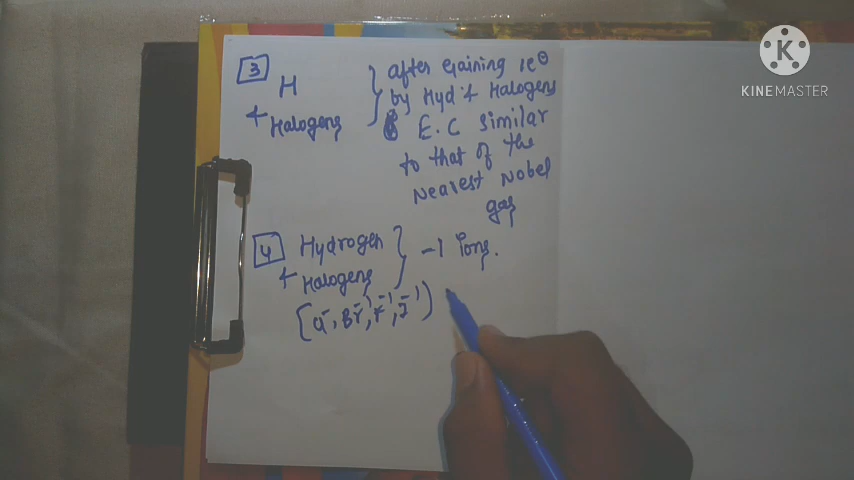 3
H
+ Halogens
after Gaining 1e⊖
by Hyd. + Halogens
E.C similar
to that of the
Nearest Nobel
gas
4
Hydrogen
+ Halogens
-1 ions.
[Cl⁻, Br⁻¹, F⁻¹, I⁻¹)
KINEMASTER